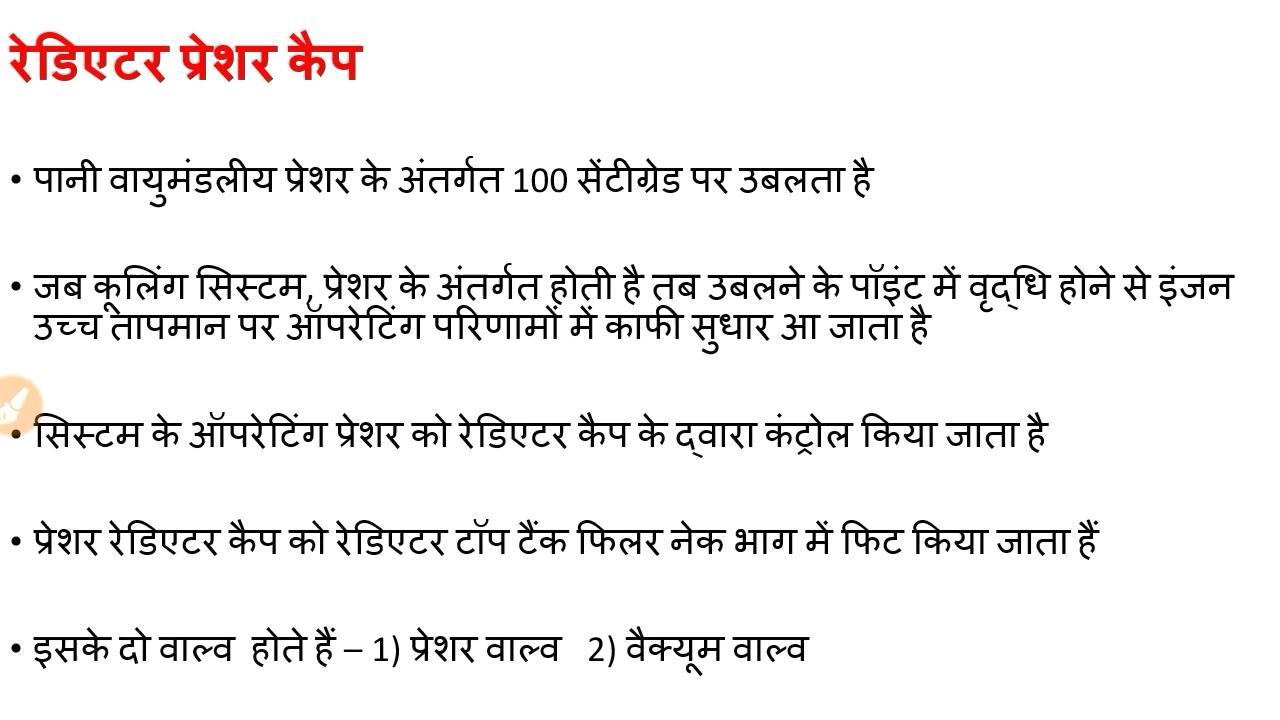 रेडिएटर प्रेशर कैप
• पानी वायुमंडलीय प्रेशर के अंतर्गत 100 सेंटीग्रेड पर उबलता है
• जब कूलिंग सिस्टम, प्रेशर के अंतर्गत होती है तब उबलने के पॉइंट में वृद्धि होने से इंजन
उच्च तापमान पर ऑपरेटिंग परिणामों में काफी सुधार आ जाता है
• सिस्टम के ऑपरेटिंग प्रेशर को रेडिएटर कैप के द्वारा कंट्रोल किया जाता है
• प्रेशर रेडिएटर कैप को रेडिएटर टॉप टैंक फिलर नेक भाग में फिट किया जाता हैं
• इसके दो वाल्व होते हैं – 1) प्रेशर वाल्व 2) वैक्यूम वाल्व